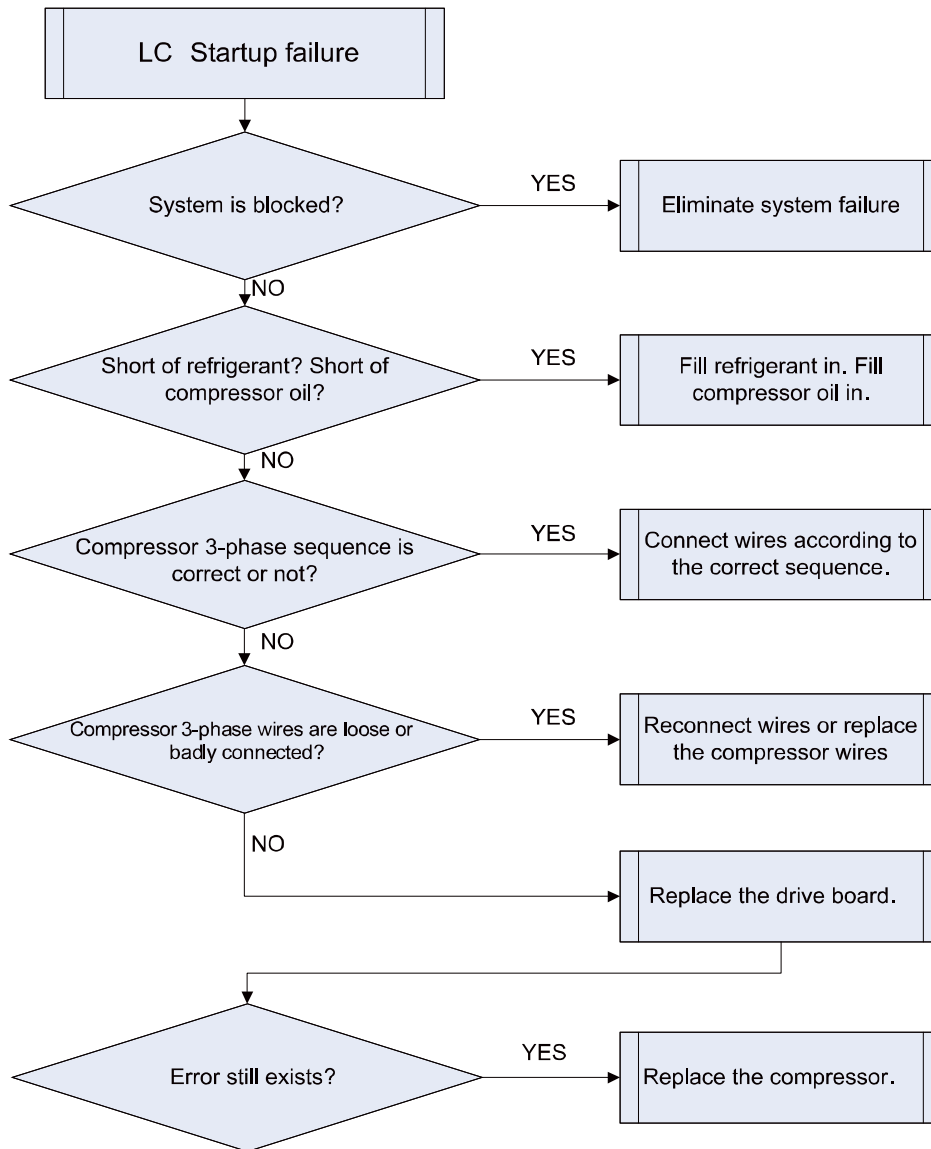 LC Startup failure
System is blocked?
YES
Eliminate system failure
NO
Short of refrigerant? Short of
compressor oil?
YES
Fill refrigerant in. Fill
compressor oil in.
NO
Compressor 3-phase sequence is
correct or not?
YES
Connect wires according to
the correct sequence.
NO
Compressor 3-phase wires are loose or
badly connected?
YES
Reconnect wires or replace
the compressor wires
NO
Replace the drive board.
Error still exists?
YES
Replace the compressor.